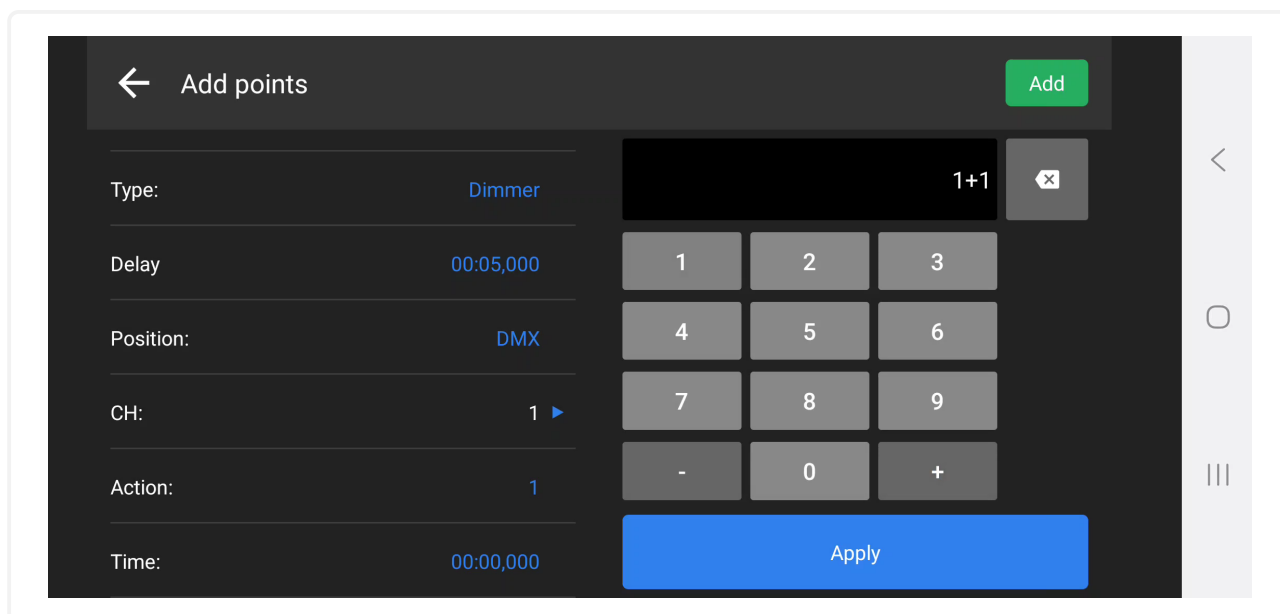 Add points
Add
Type: Dimmer
Delay 00:05,000
Position: DMX
CH: 1
Action: 1
Time: 00:00,000
1+1
1 2 3
4 5 6
7 8 9
- 0 +
Apply